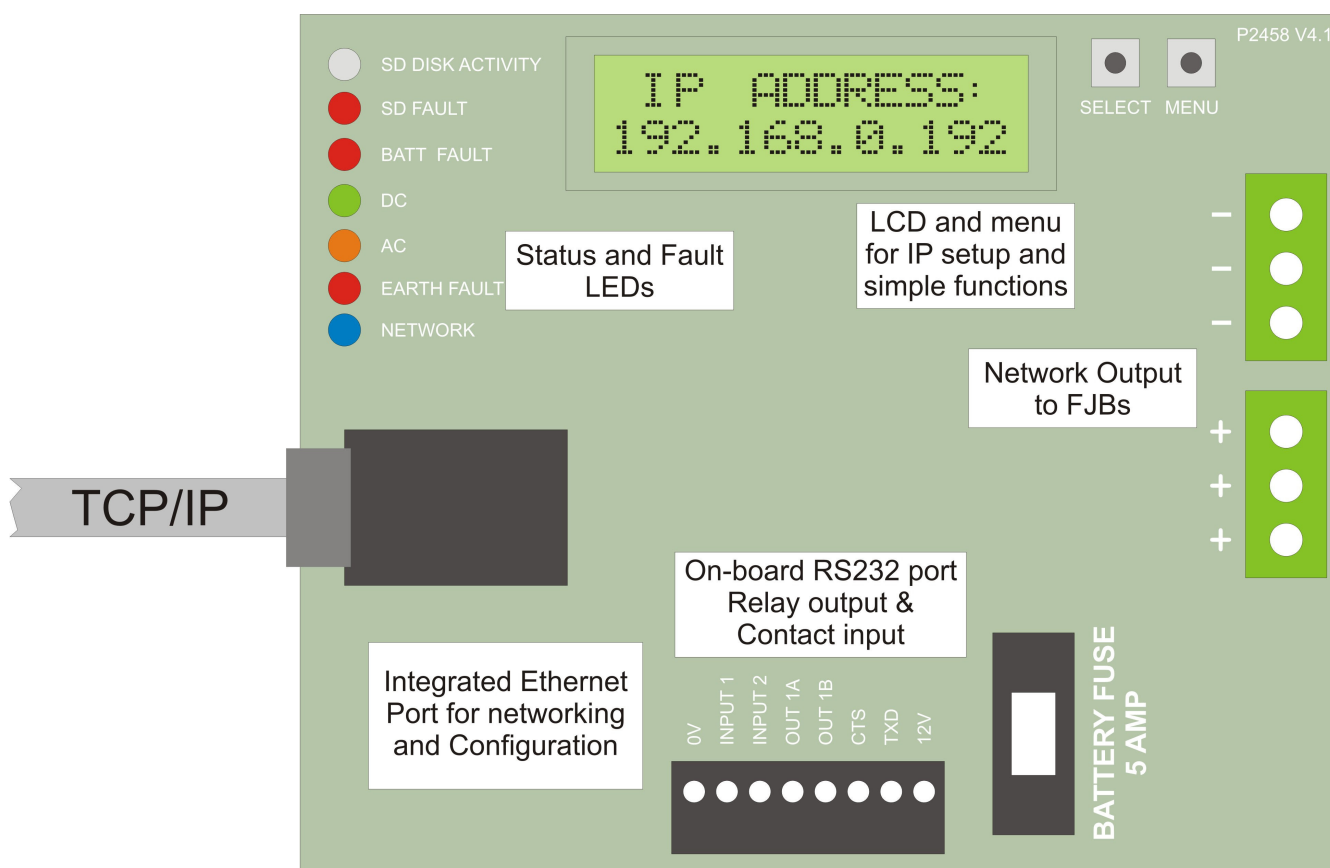 P2458 V4.1
SD DISK ACTIVITY
SD FAULT
BATT FAULT
DC
AC
EARTH FAULT
NETWORK
IP ADDRESS:
192.168.0.192
SELECT
MENU
Status and Fault
LEDs
LCD and menu
for IP setup and
simple functions
−
−
−
Network Output
to FJBs
+
+
+
TCP/IP
On-board RS232 port
Relay output &
Contact input
Integrated Ethernet
Port for networking
and Configuration
0V
INPUT 1
INPUT 2
OUT 1A
OUT 1B
CTS
TXD
12V
BATTERY FUSE
5 AMP